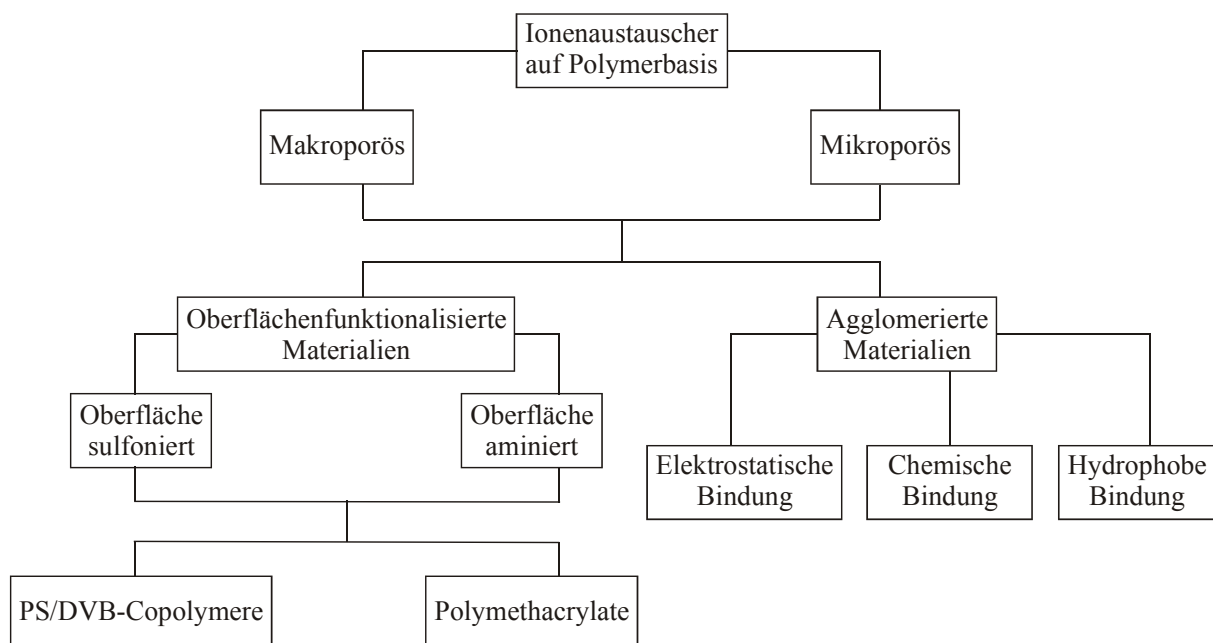 Ionenaustauscher
auf Polymerbasis
Makroporös
Mikroporös
Oberflächenfunktionalisierte
Materialien
Agglomerierte
Materialien
Oberfläche
sulfoniert
Oberfläche
aminiert
Elektrostatische
Bindung
Chemische
Bindung
Hydrophobe
Bindung
PS/DVB-Copolymere
Polymethacrylate